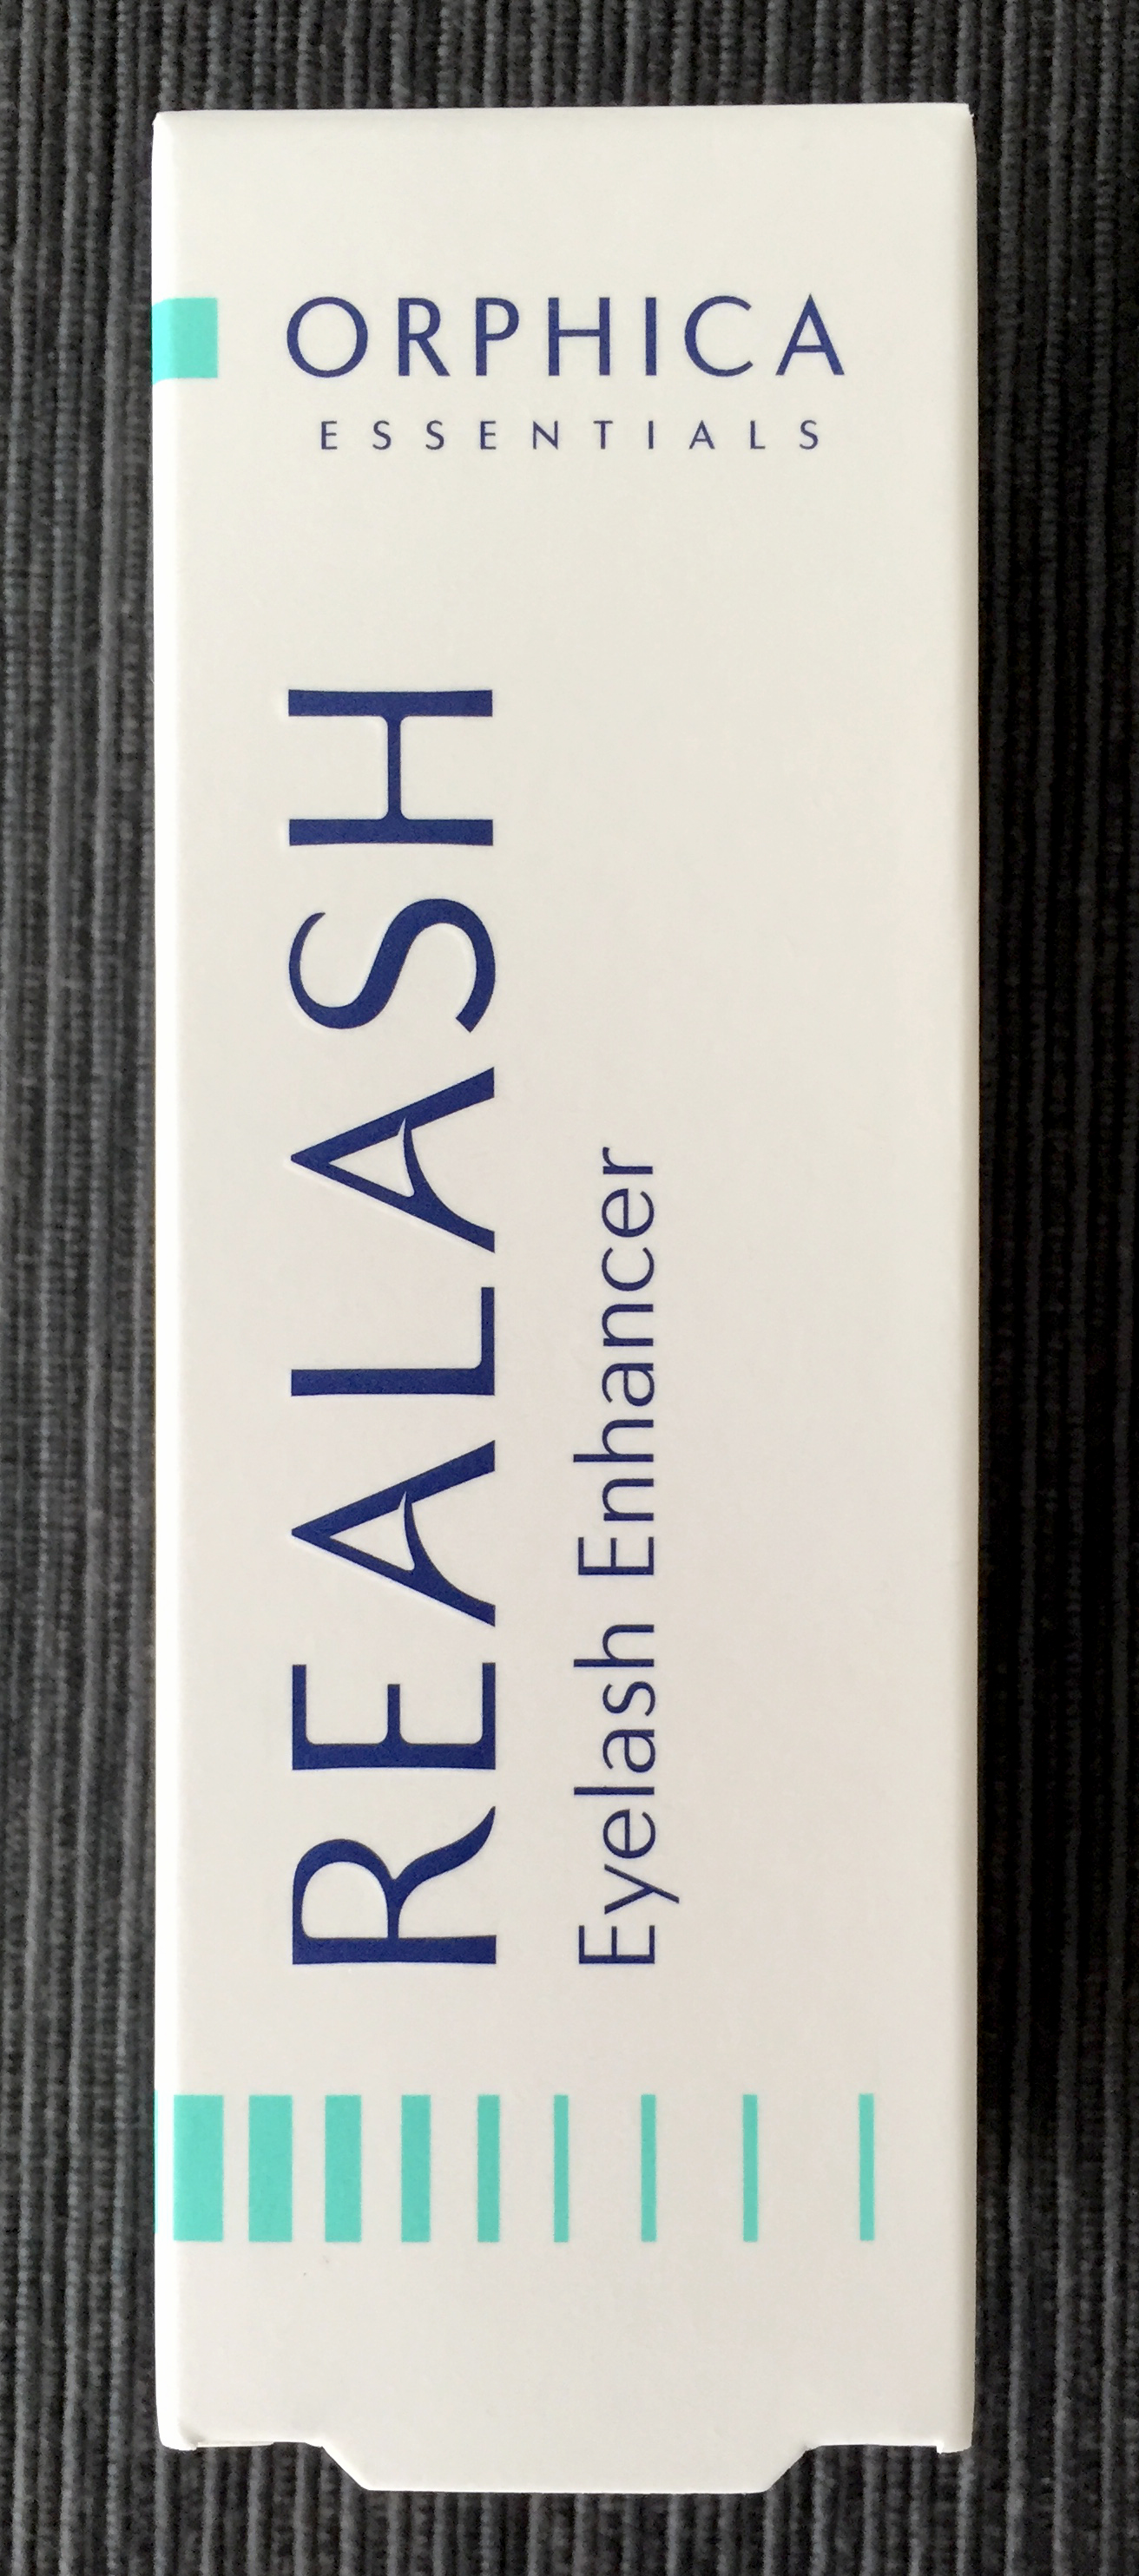 ORPHICA
ESSENTIALS
REALASH
Eyelash Enhancer